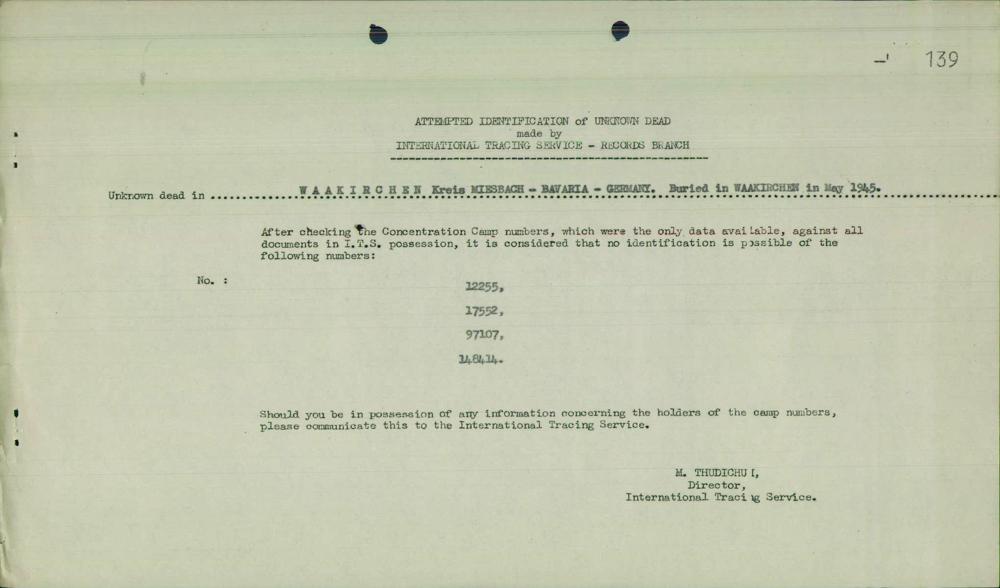 -' 139
ATTEMPTED IDENTIFICATION of UNKNOWN DEAD
made by
INTERNATIONAL TRACING SERVICE - RECORDS BRANCH
Unknown dead in .......... W A A K I R C H E N Kreis MIESBACH - BAVARIA - GERMANY. Buried in WAAKIRCHEN in May 1945.
After checking the Concentration Camp numbers, which were the only data available, against all
documents in I.T.S. possession, it is considered that no identification is possible of the
following numbers:
No. :
12255,
17552,
97107,
148414.
Should you be in possession of any information concerning the holders of the camp numbers,
please communicate this to the International Tracing Service.
M. THUDICHU I,
Director,
International Traci g Service.